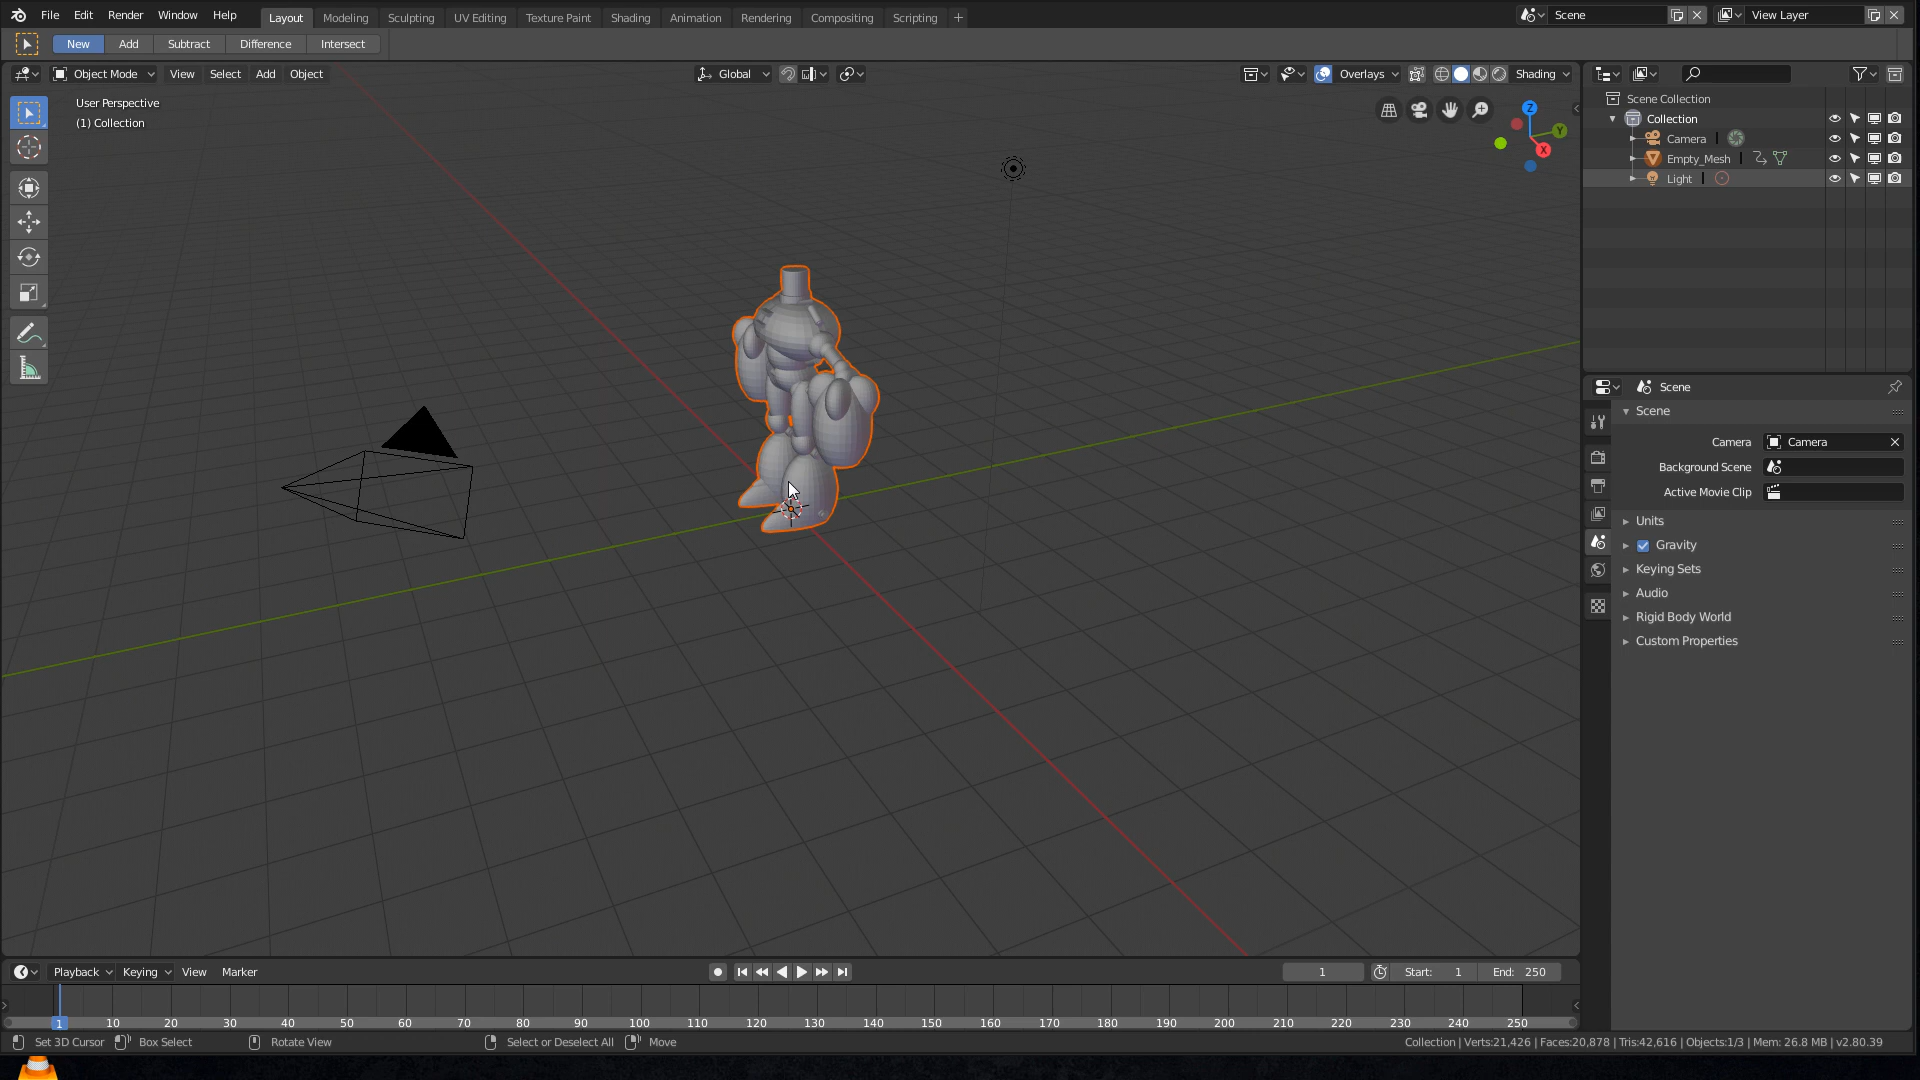 File Edit Render Window Help Layout Modeling Sculpting UV Editing Texture Paint Shading Animation Rendering Compositing Scripting + Scene View Layer
New Add Subtract Difference Intersect
Object Mode View Select Add Object Global Overlays Shading
User Perspective
(1) Collection
Z
Y
X
Scene Collection
Collection
Camera
Empty_Mesh
Light
Scene
Scene
Camera Camera
Background Scene
Active Movie Clip
Units
Gravity
Keying Sets
Audio
Rigid Body World
Custom Properties
Playback Keying View Marker 1 Start: 1 End: 250
1 10 20 30 40 50 60 70 80 90 100 110 120 130 140 150 160 170 180 190 200 210 220 230 240 250
Set 3D Cursor Box Select Rotate View Select or Deselect All Move Collection | Verts:21,426 | Faces:20,878 | Tris:42,616 | Objects:1/3 | Mem: 26.8 MB | v2.80.39